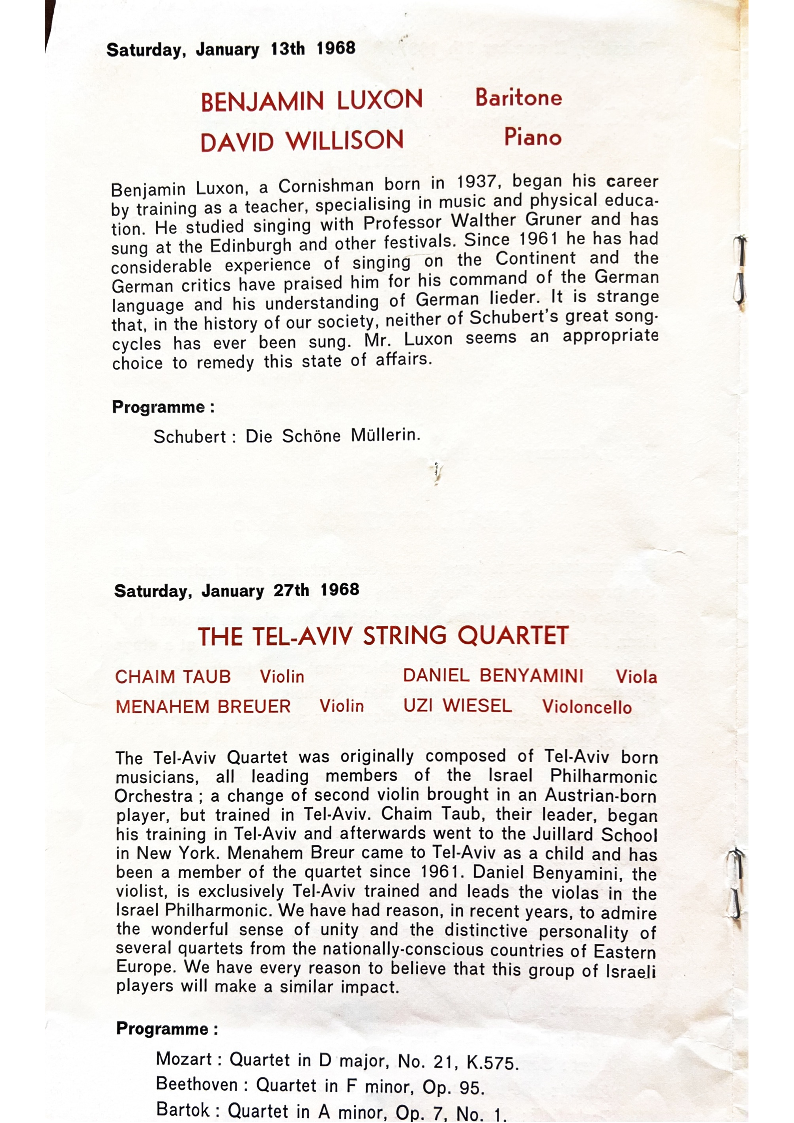 Saturday, January 13th 1968
BENJAMIN LUXON Baritone
DAVID WILLISON Piano
Benjamin Luxon, a Cornishman born in 1937, began his career
by training as a teacher, specialising in music and physical educa-
tion. He studied singing with Professor Walther Gruner and has
sung at the Edinburgh and other festivals. Since 1961 he has had
considerable experience of singing on the Continent and the
German critics have praised him for his command of the German
language and his understanding of German lieder. It is strange
that, in the history of our society, neither of Schubert's great song-
cycles has ever been sung. Mr. Luxon seems an appropriate
choice to remedy this state of affairs.
Programme :
Schubert : Die Schöne Müllerin.
Saturday, January 27th 1968
THE TEL-AVIV STRING QUARTET
CHAIM TAUB Violin DANIEL BENYAMINI Viola
MENAHEM BREUER Violin UZI WIESEL Violoncello
The Tel-Aviv Quartet was originally composed of Tel-Aviv born
musicians, all leading members of the Israel Philharmonic
Orchestra ; a change of second violin brought in an Austrian-born
player, but trained in Tel-Aviv. Chaim Taub, their leader, began
his training in Tel-Aviv and afterwards went to the Juillard School
in New York. Menahem Breur came to Tel-Aviv as a child and has
been a member of the quartet since 1961. Daniel Benyamini, the
violist, is exclusively Tel-Aviv trained and leads the violas in the
Israel Philharmonic. We have had reason, in recent years, to admire
the wonderful sense of unity and the distinctive personality of
several quartets from the nationally-conscious countries of Eastern
Europe. We have every reason to believe that this group of Israeli
players will make a similar impact.
Programme :
Mozart : Quartet in D major, No. 21, K.575.
Beethoven : Quartet in F minor, Op. 95.
Bartok : Quartet in A minor, Op. 7, No. 1.